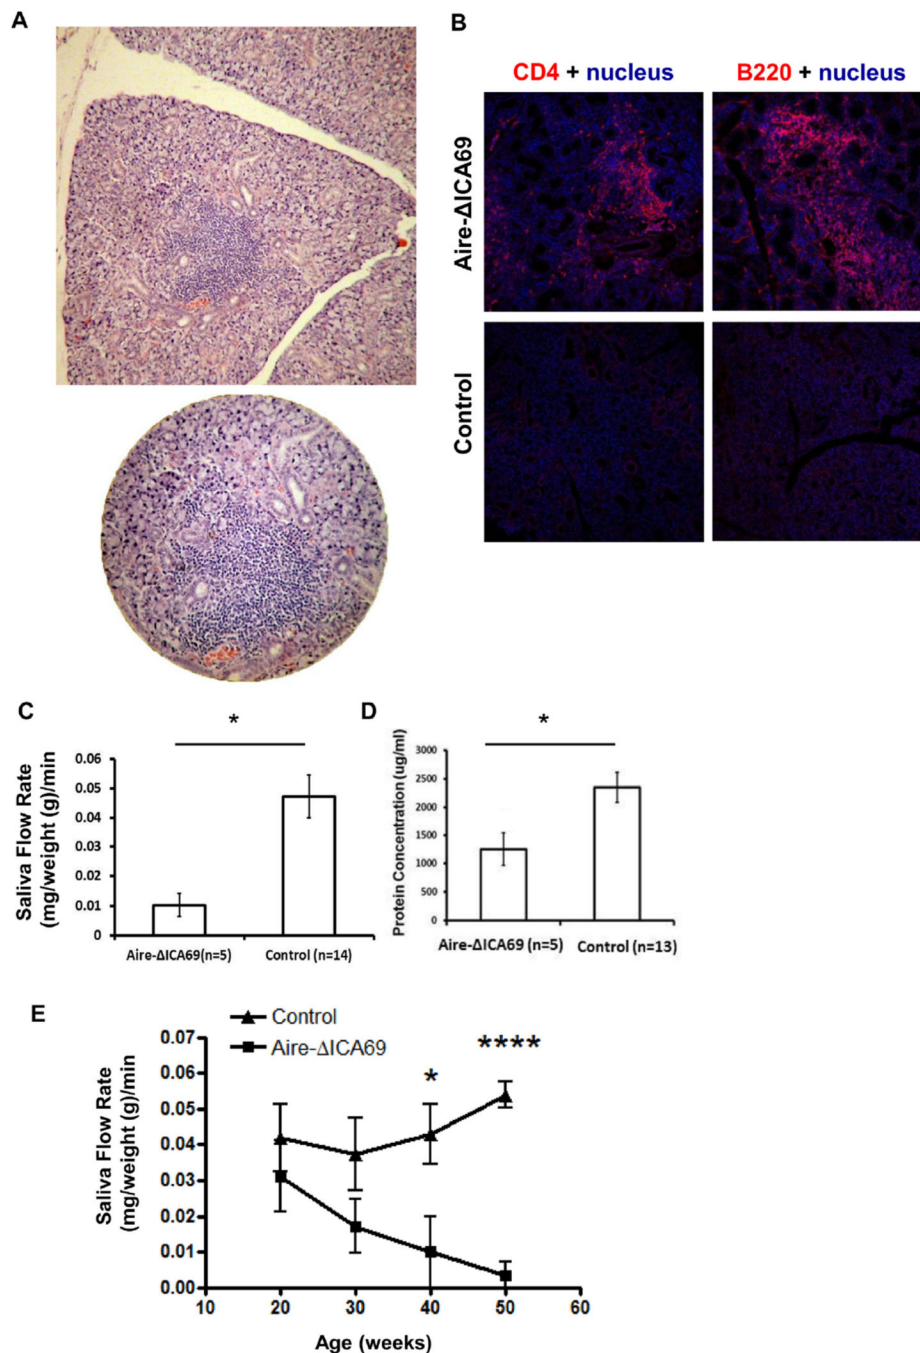 A
B
CD4 + nucleus
B220 + nucleus
Aire-ΔICA69
Control
C
*
Saliva Flow Rate
(mg/weight (g)/min
0.06
0.05
0.04
0.03
0.02
0.01
0
Aire-ΔICA69(n=5)
Control (n=14)
D
*
Protein Concentration (ug/ml)
3000
2500
2000
1500
1000
500
0
Aire-ΔICA69 (n=5)
Control (n=13)
E
Control
Aire-ΔICA69
*
****
Saliva Flow Rate
(mg/weight (g)/min
0.07
0.06
0.05
0.04
0.03
0.02
0.01
0.00
10
20
30
40
50
60
Age (weeks)